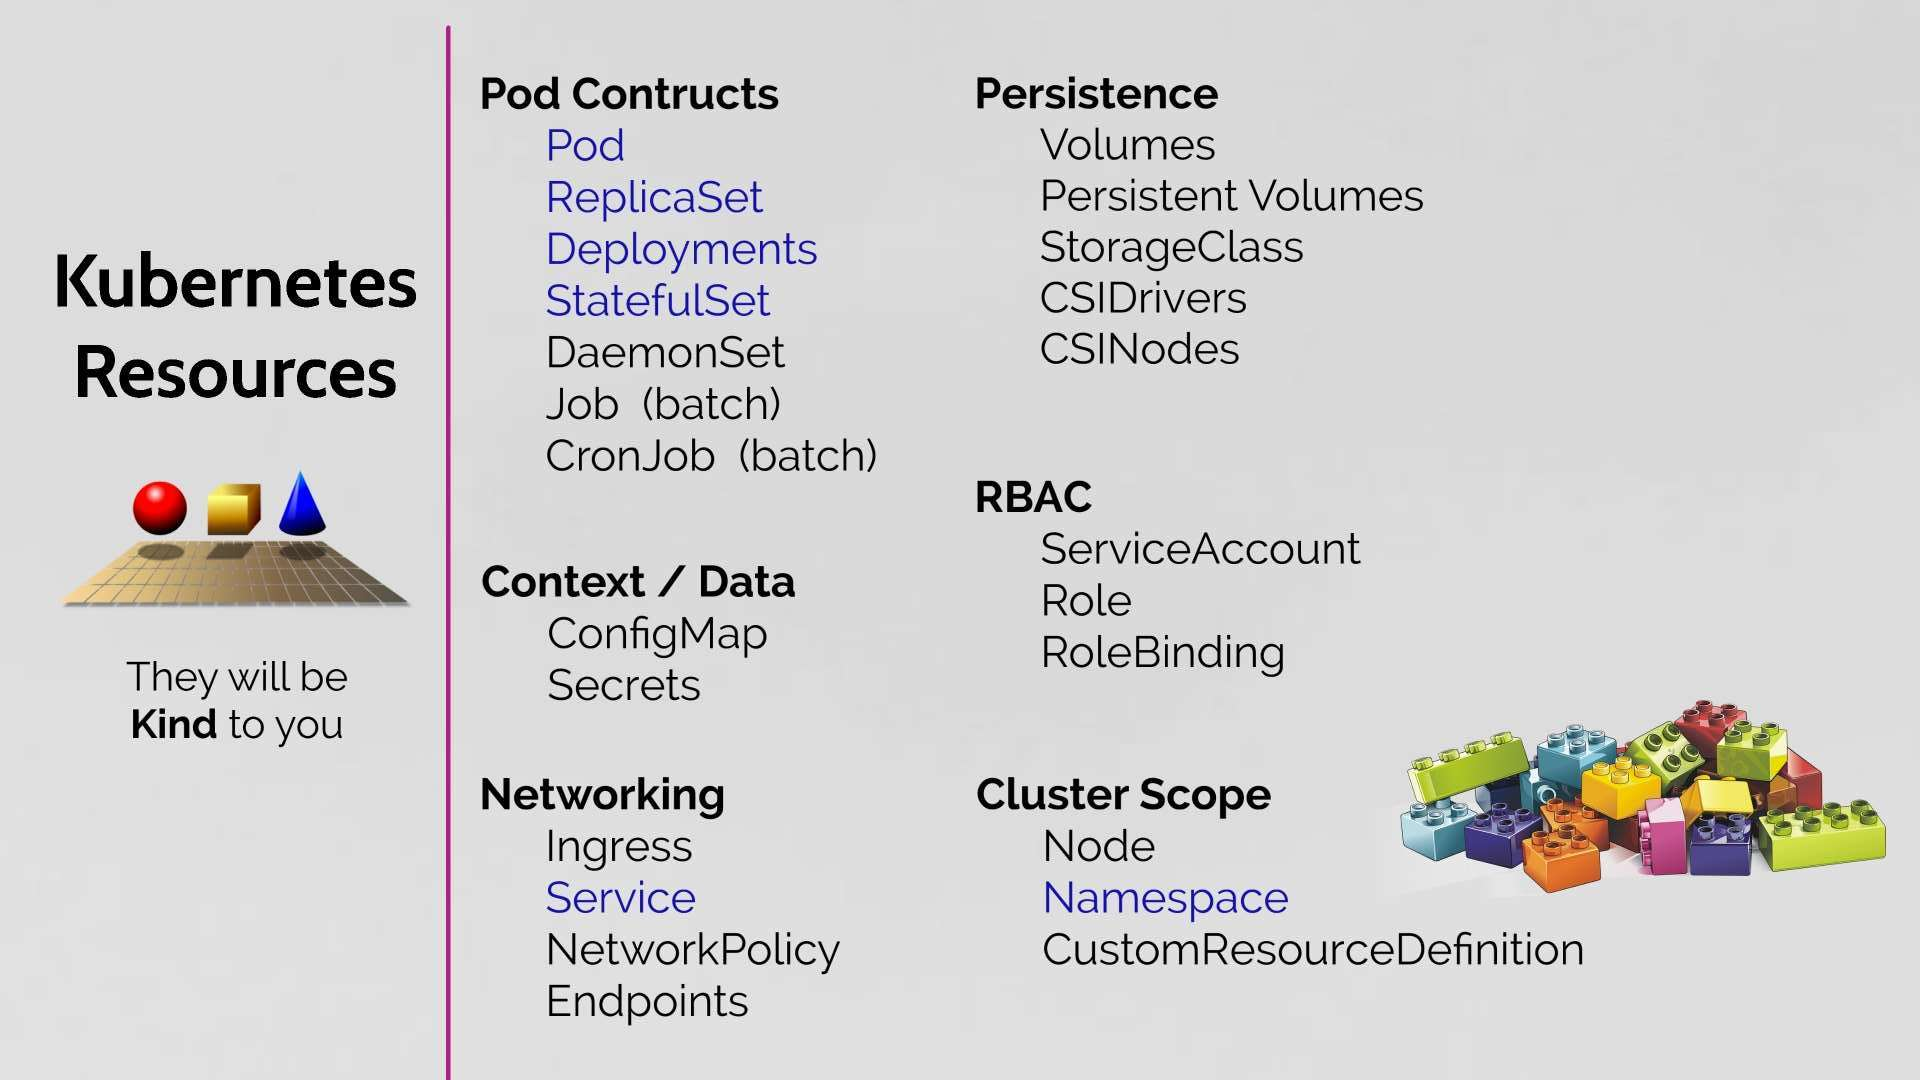 Kubernetes
Resources
They will be
Kind to you
Pod Contructs
Pod
ReplicaSet
Deployments
StatefulSet
DaemonSet
Job (batch)
CronJob (batch)
Context / Data
ConfigMap
Secrets
Networking
Ingress
Service
NetworkPolicy
Endpoints
Persistence
Volumes
Persistent Volumes
StorageClass
CSIDrivers
CSINodes
RBAC
ServiceAccount
Role
RoleBinding
Cluster Scope
Node
Namespace
CustomResourceDefinition